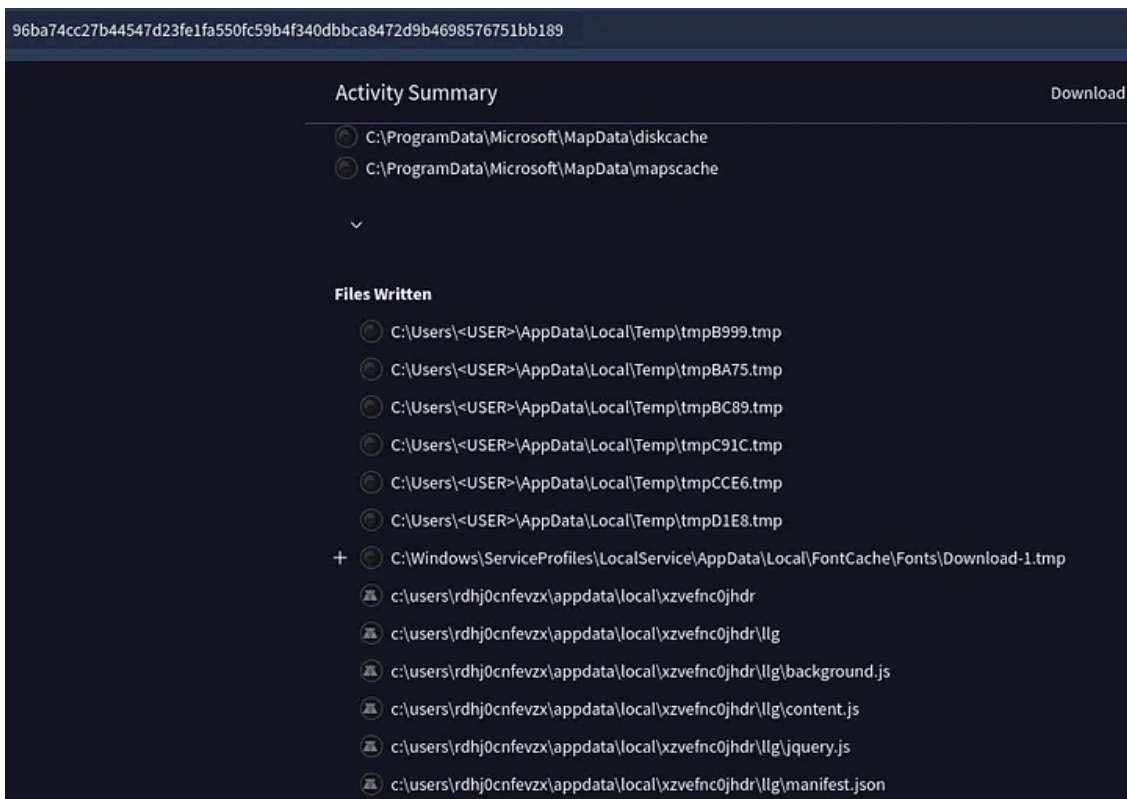 96ba74cc27b44547d23fe1fa550fc59b4f340dbbca8472d9b4698576751bb189
Activity Summary
Download
C:\ProgramData\Microsoft\MapData\diskcache
C:\ProgramData\Microsoft\MapData\mapscache
Files Written
C:\Users\<USER>\AppData\Local\Temp\tmpB999.tmp
C:\Users\<USER>\AppData\Local\Temp\tmpBA75.tmp
C:\Users\<USER>\AppData\Local\Temp\tmpBC89.tmp
C:\Users\<USER>\AppData\Local\Temp\tmpC91C.tmp
C:\Users\<USER>\AppData\Local\Temp\tmpCCE6.tmp
C:\Users\<USER>\AppData\Local\Temp\tmpD1E8.tmp
+ C:\Windows\ServiceProfiles\LocalService\AppData\Local\FontCache\Fonts\Download-1.tmp
c:\users\rdhj0cnfevzx\appdata\local\xzvefnc0jhdr
c:\users\rdhj0cnfevzx\appdata\local\xzvefnc0jhdr\llg
c:\users\rdhj0cnfevzx\appdata\local\xzvefnc0jhdr\llg\background.js
c:\users\rdhj0cnfevzx\appdata\local\xzvefnc0jhdr\llg\content.js
c:\users\rdhj0cnfevzx\appdata\local\xzvefnc0jhdr\llg\jquery.js
c:\users\rdhj0cnfevzx\appdata\local\xzvefnc0jhdr\llg\manifest.json